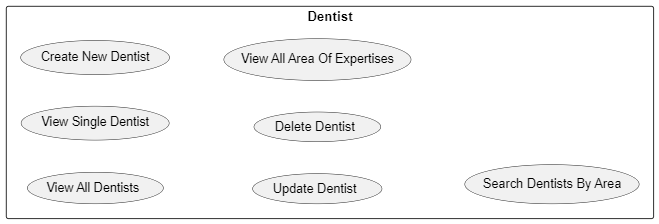 Dentist
Create New Dentist
View All Area Of Expertises
View Single Dentist
Delete Dentist
View All Dentists
Update Dentist
Search Dentists By Area